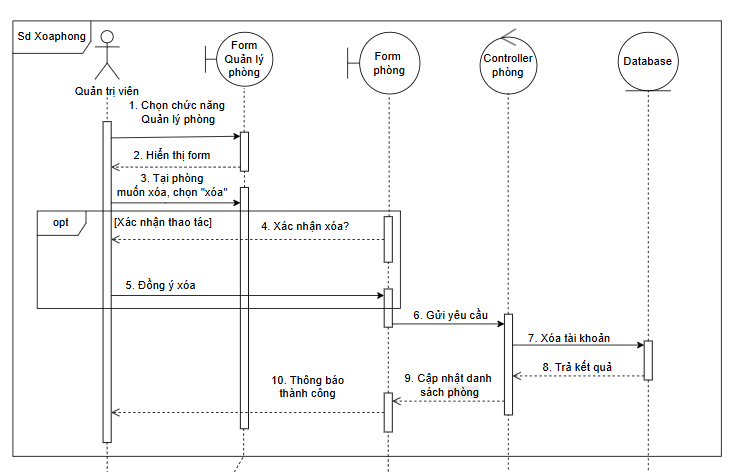 Sd Xoaphong
Quản trị viên
Form
Quản lý
phòng
Form
phòng
Controller
phòng
Database
1. Chọn chức năng
Quản lý phòng
2. Hiển thị form
3. Tại phòng
muốn xóa, chọn "xóa"
opt
[Xác nhận thao tác]
4. Xác nhận xóa?
5. Đồng ý xóa
6. Gửi yêu cầu
7. Xóa tài khoản
8. Trả kết quả
9. Cập nhật danh
sách phòng
10. Thông báo
thành công